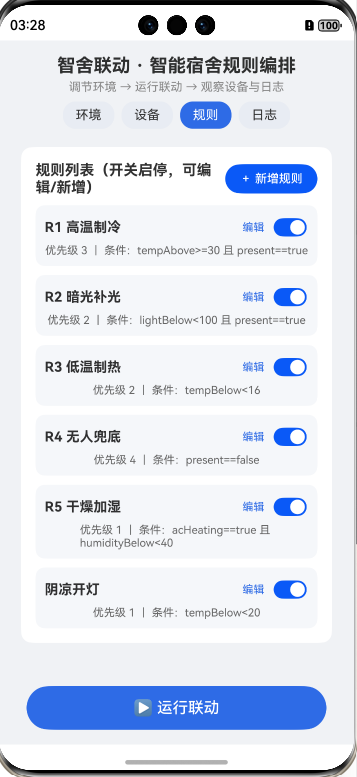 03:28
100
智舍联动 · 智能宿舍规则编排
调节环境 → 运行联动 → 观察设备与日志
环境 设备 规则 日志
规则列表（开关启停，可编
辑/新增）
＋ 新增规则
R1 高温制冷 编辑
优先级 3 丨 条件：tempAbove>=30 且 present==true
R2 暗光补光 编辑
优先级 2 丨 条件：lightBelow<100 且 present==true
R3 低温制热 编辑
优先级 2 丨 条件：tempBelow<16
R4 无人兜底 编辑
优先级 4 丨 条件：present==false
R5 干燥加湿 编辑
优先级 1 丨 条件：acHeating==true 且
humidityBelow<40
阴凉开灯 编辑
优先级 1 丨 条件：tempBelow<20
▶ 运行联动